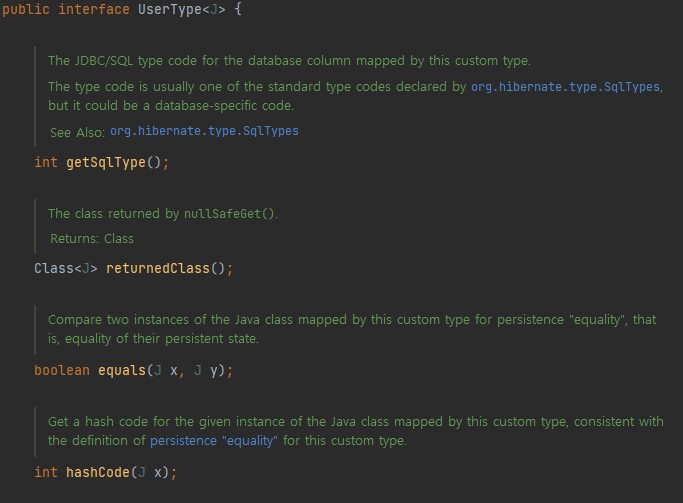 public interface UserType<J> {
The JDBC/SQL type code for the database column mapped by this custom type.
The type code is usually one of the standard type codes declared by org.hibernate.type.SqlTypes,
but it could be a database-specific code.
See Also: org.hibernate.type.SqlTypes
int getSqlType();
The class returned by nullSafeGet().
Returns: Class
Class<J> returnedClass();
Compare two instances of the Java class mapped by this custom type for persistence "equality", that
is, equality of their persistent state.
boolean equals(J x, J y);
Get a hash code for the given instance of the Java class mapped by this custom type, consistent with
the definition of persistence "equality" for this custom type.
int hashCode(J x);